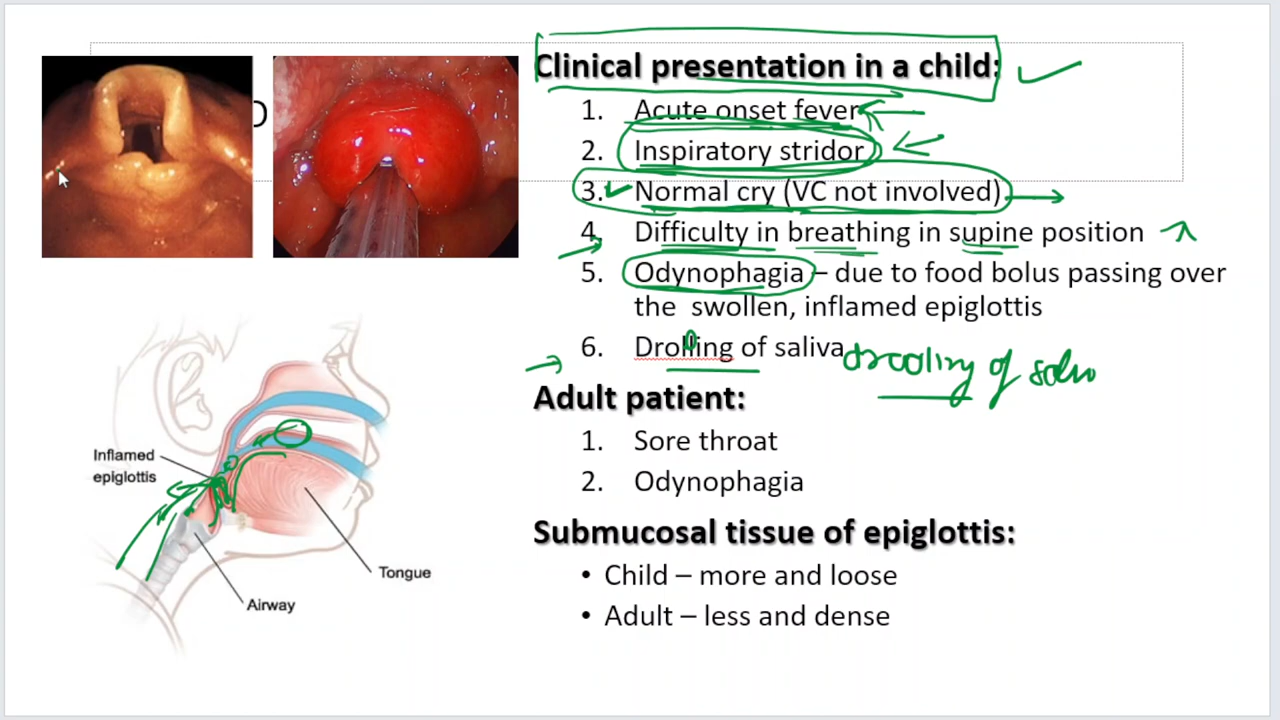 Clinical presentation in a child:
1. Acute onset fever
2. Inspiratory stridor
3. Normal cry (VC not involved)
4. Difficulty in breathing in supine position
5. Odynophagia – due to food bolus passing over
the swollen, inflamed epiglottis
6. Drolling of saliva
drooling of
Adult patient:
1. Sore throat
2. Odynophagia
Submucosal tissue of epiglottis:
• Child – more and loose
• Adult – less and dense
Inflamed
epiglottis
Tongue
Airway